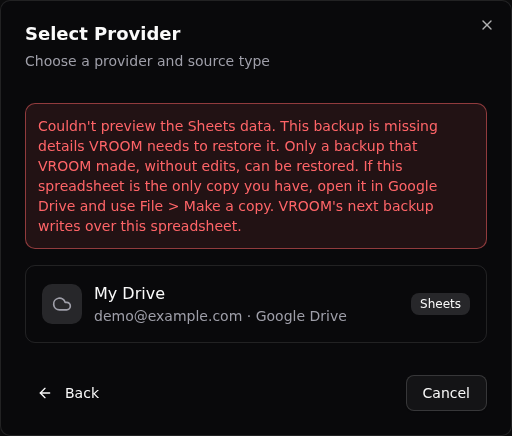 Select Provider
Choose a provider and source type
Couldn't preview the Sheets data. This backup is missing
details VROOM needs to restore it. Only a backup that
VROOM made, without edits, can be restored. If this
spreadsheet is the only copy you have, open it in Google
Drive and use File > Make a copy. VROOM's next backup
writes over this spreadsheet.
My Drive
demo@example.com · Google Drive
Sheets
Back
Cancel